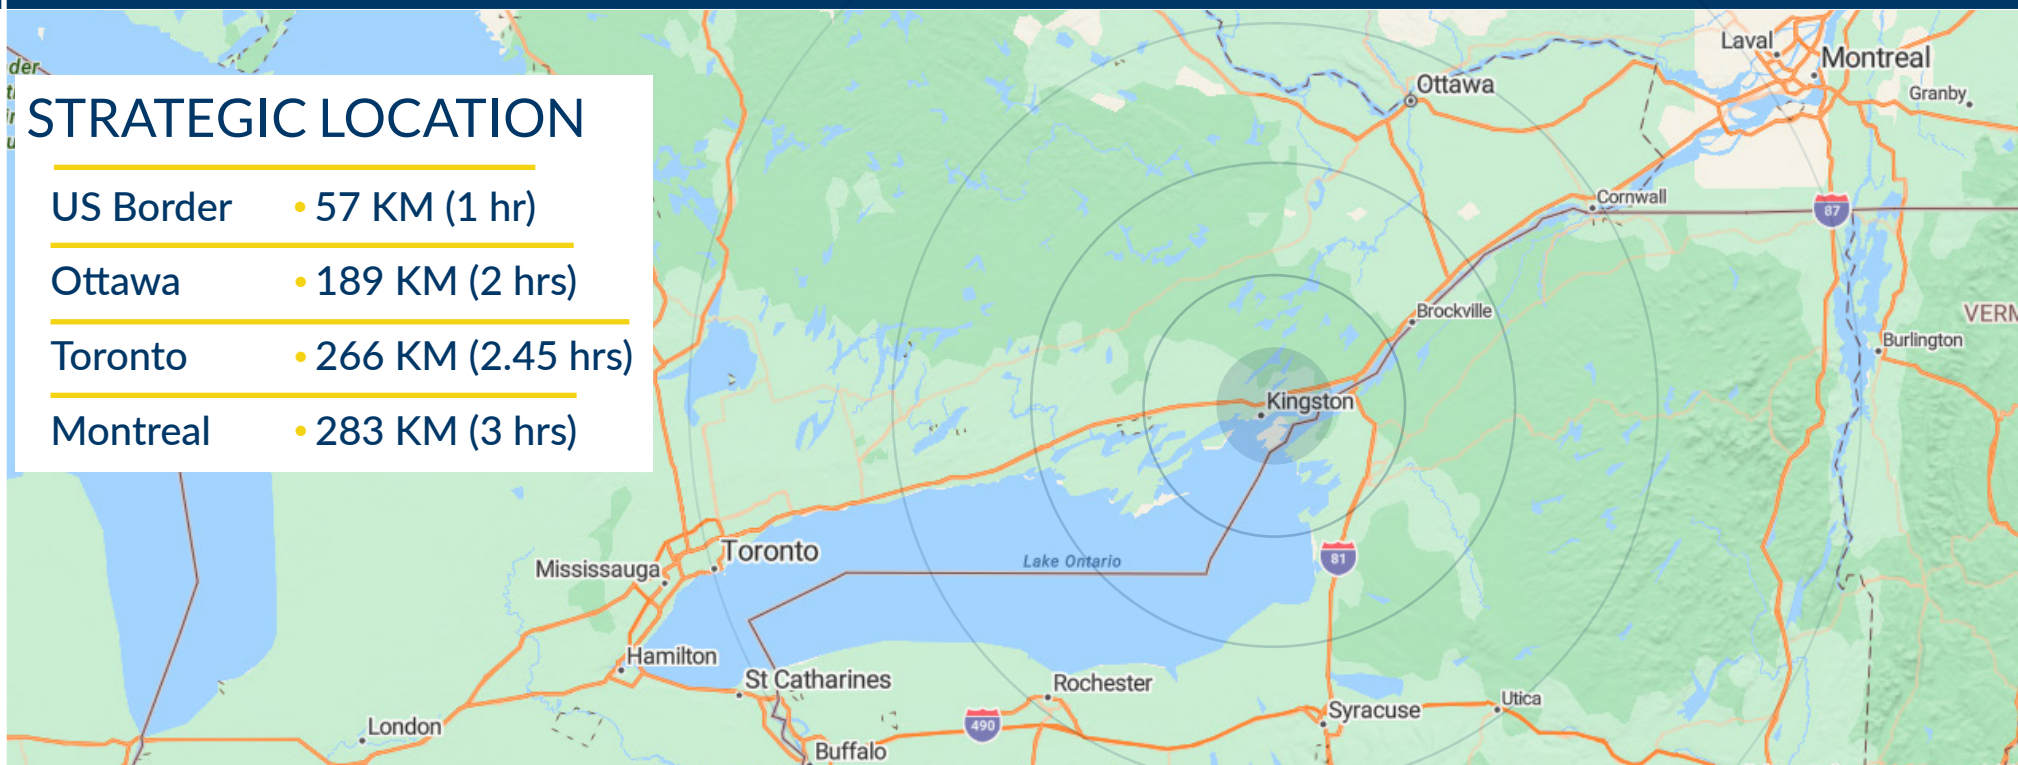 STRATEGIC LOCATION
US Border • 57 KM (1 hr)
Ottawa • 189 KM (2 hrs)
Toronto • 266 KM (2.45 hrs)
Montreal • 283 KM (3 hrs)
der
Laval
Montreal
Granby
Ottawa
Cornwall
87
Brockville
VERM
Burlington
Kingston
Toronto
Lake Ontario
81
Mississauga
Hamilton
St Catharines
Rochester
Utica
Syracuse
490
London
Buffalo